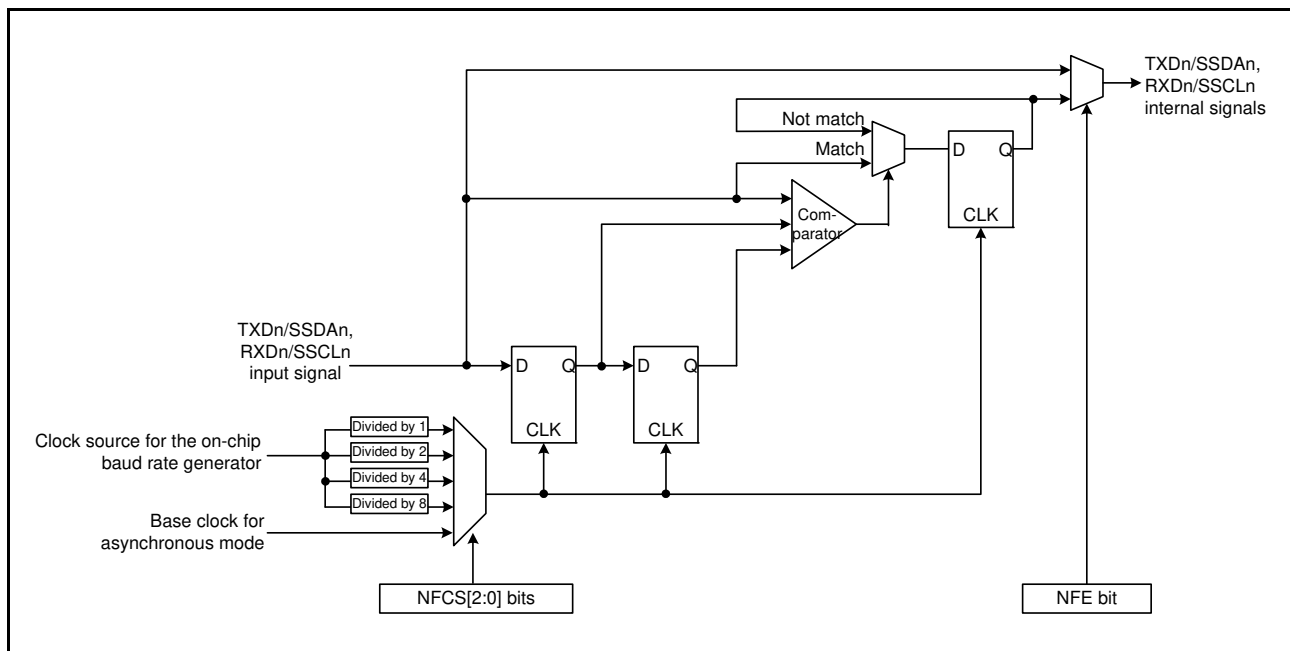 TXDn/SSDAn,
RXDn/SSCLn
internal signals
Not match
Match
D
Q
CLK
Com-
parator
TXDn/SSDAn,
RXDn/SSCLn
input signal
D
Q
CLK
D
Q
CLK
Clock source for the on-chip
baud rate generator
Divided by 1
Divided by 2
Divided by 4
Divided by 8
Base clock for
asynchronous mode
NFCS[2:0] bits
NFE bit